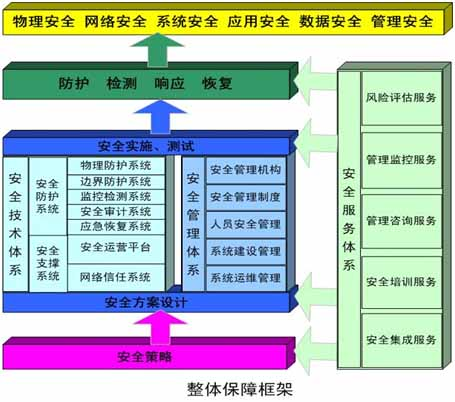 物理安全 网络安全 系统安全 应用安全 数据安全 管理安全
防护 检测 响应 恢复
安全实施、测试
安全技术体系
安全防护系统
物理防护系统
边界防护系统
监控检测系统
安全审计系统
应急恢复系统
安全支撑系统
安全运营平台
网络信任系统
安全管理体系
安全管理机构
安全管理制度
人员安全管理
系统建设管理
系统运维管理
安全方案设计
安全策略
安全服务体系
风险评估服务
管理监控服务
管理咨询服务
安全培训服务
安全集成服务
整体保障框架